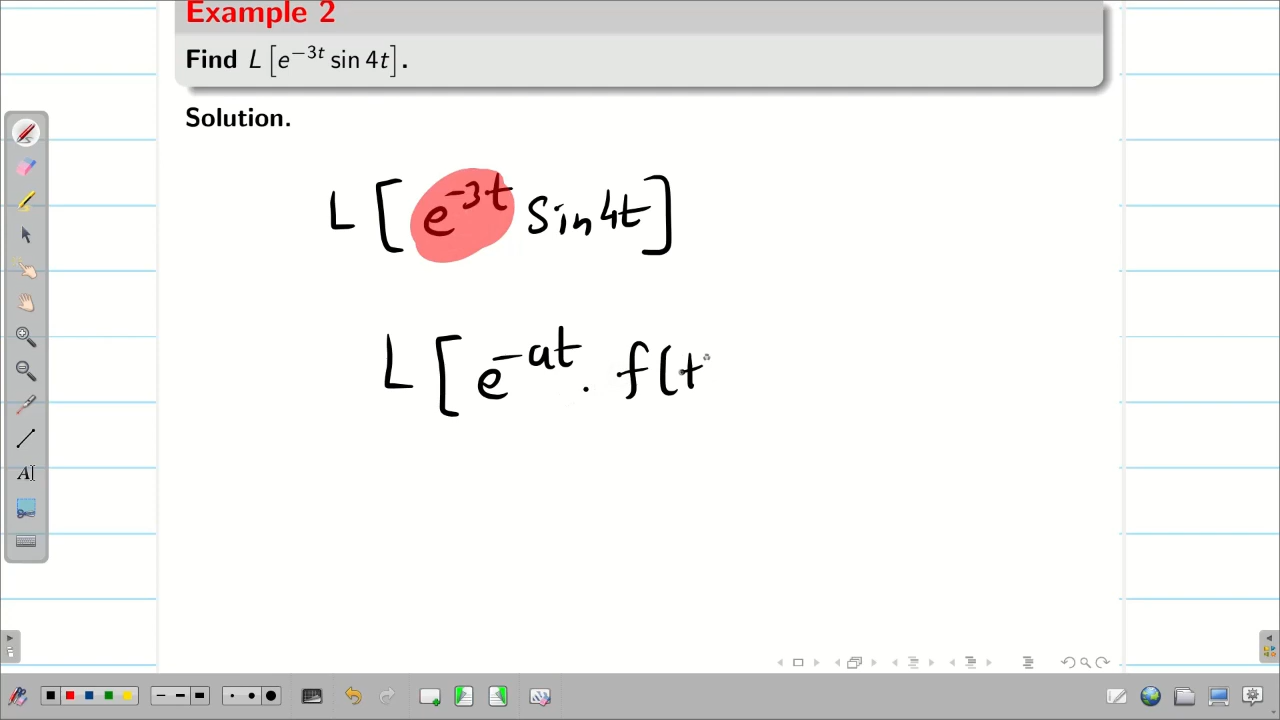 Example 2
Find L [e⁻³ᵗ sin 4t].
Solution.
L [e⁻³ᵗ Sin 4t]
L [e⁻ᵃᵗ . f(t